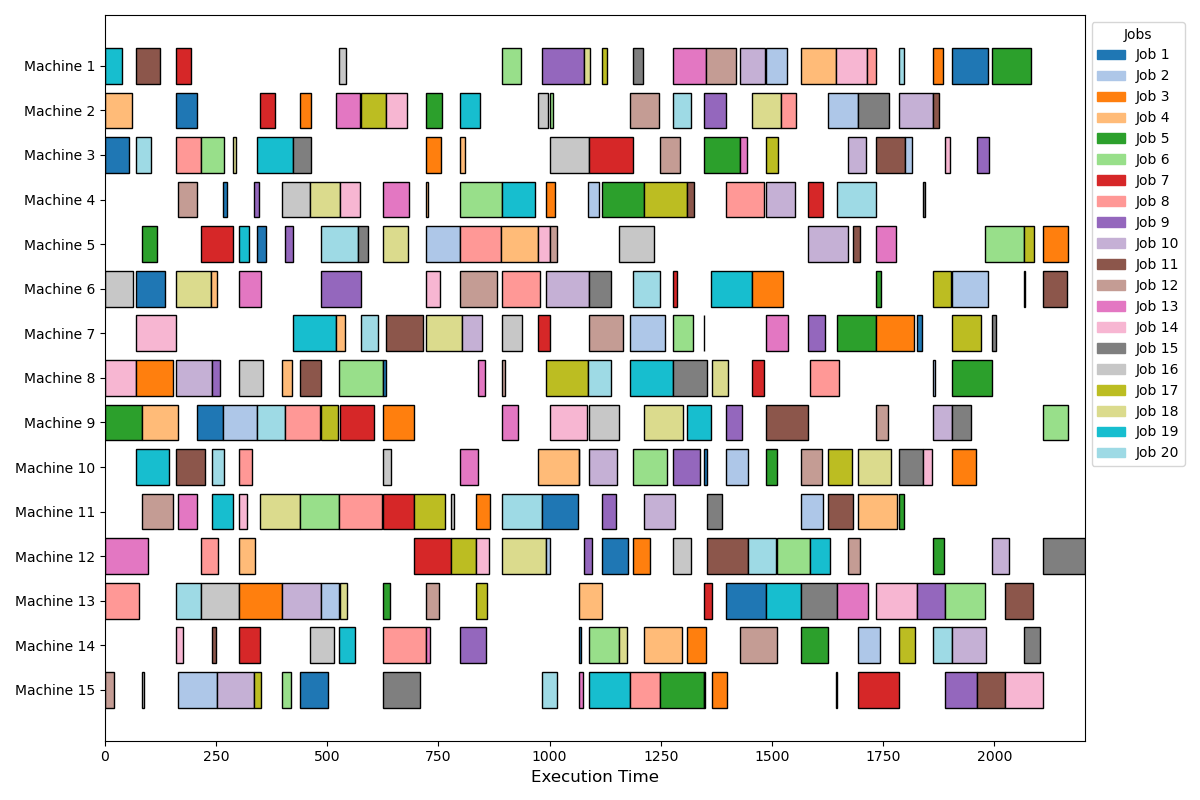 Machine 1
Machine 2
Machine 3
Machine 4
Machine 5
Machine 6
Machine 7
Machine 8
Machine 9
Machine 10
Machine 11
Machine 12
Machine 13
Machine 14
Machine 15
0 250 500 750 1000 1250 1500 1750 2000
Execution Time
Jobs
Job 1
Job 2
Job 3
Job 4
Job 5
Job 6
Job 7
Job 8
Job 9
Job 10
Job 11
Job 12
Job 13
Job 14
Job 15
Job 16
Job 17
Job 18
Job 19
Job 20